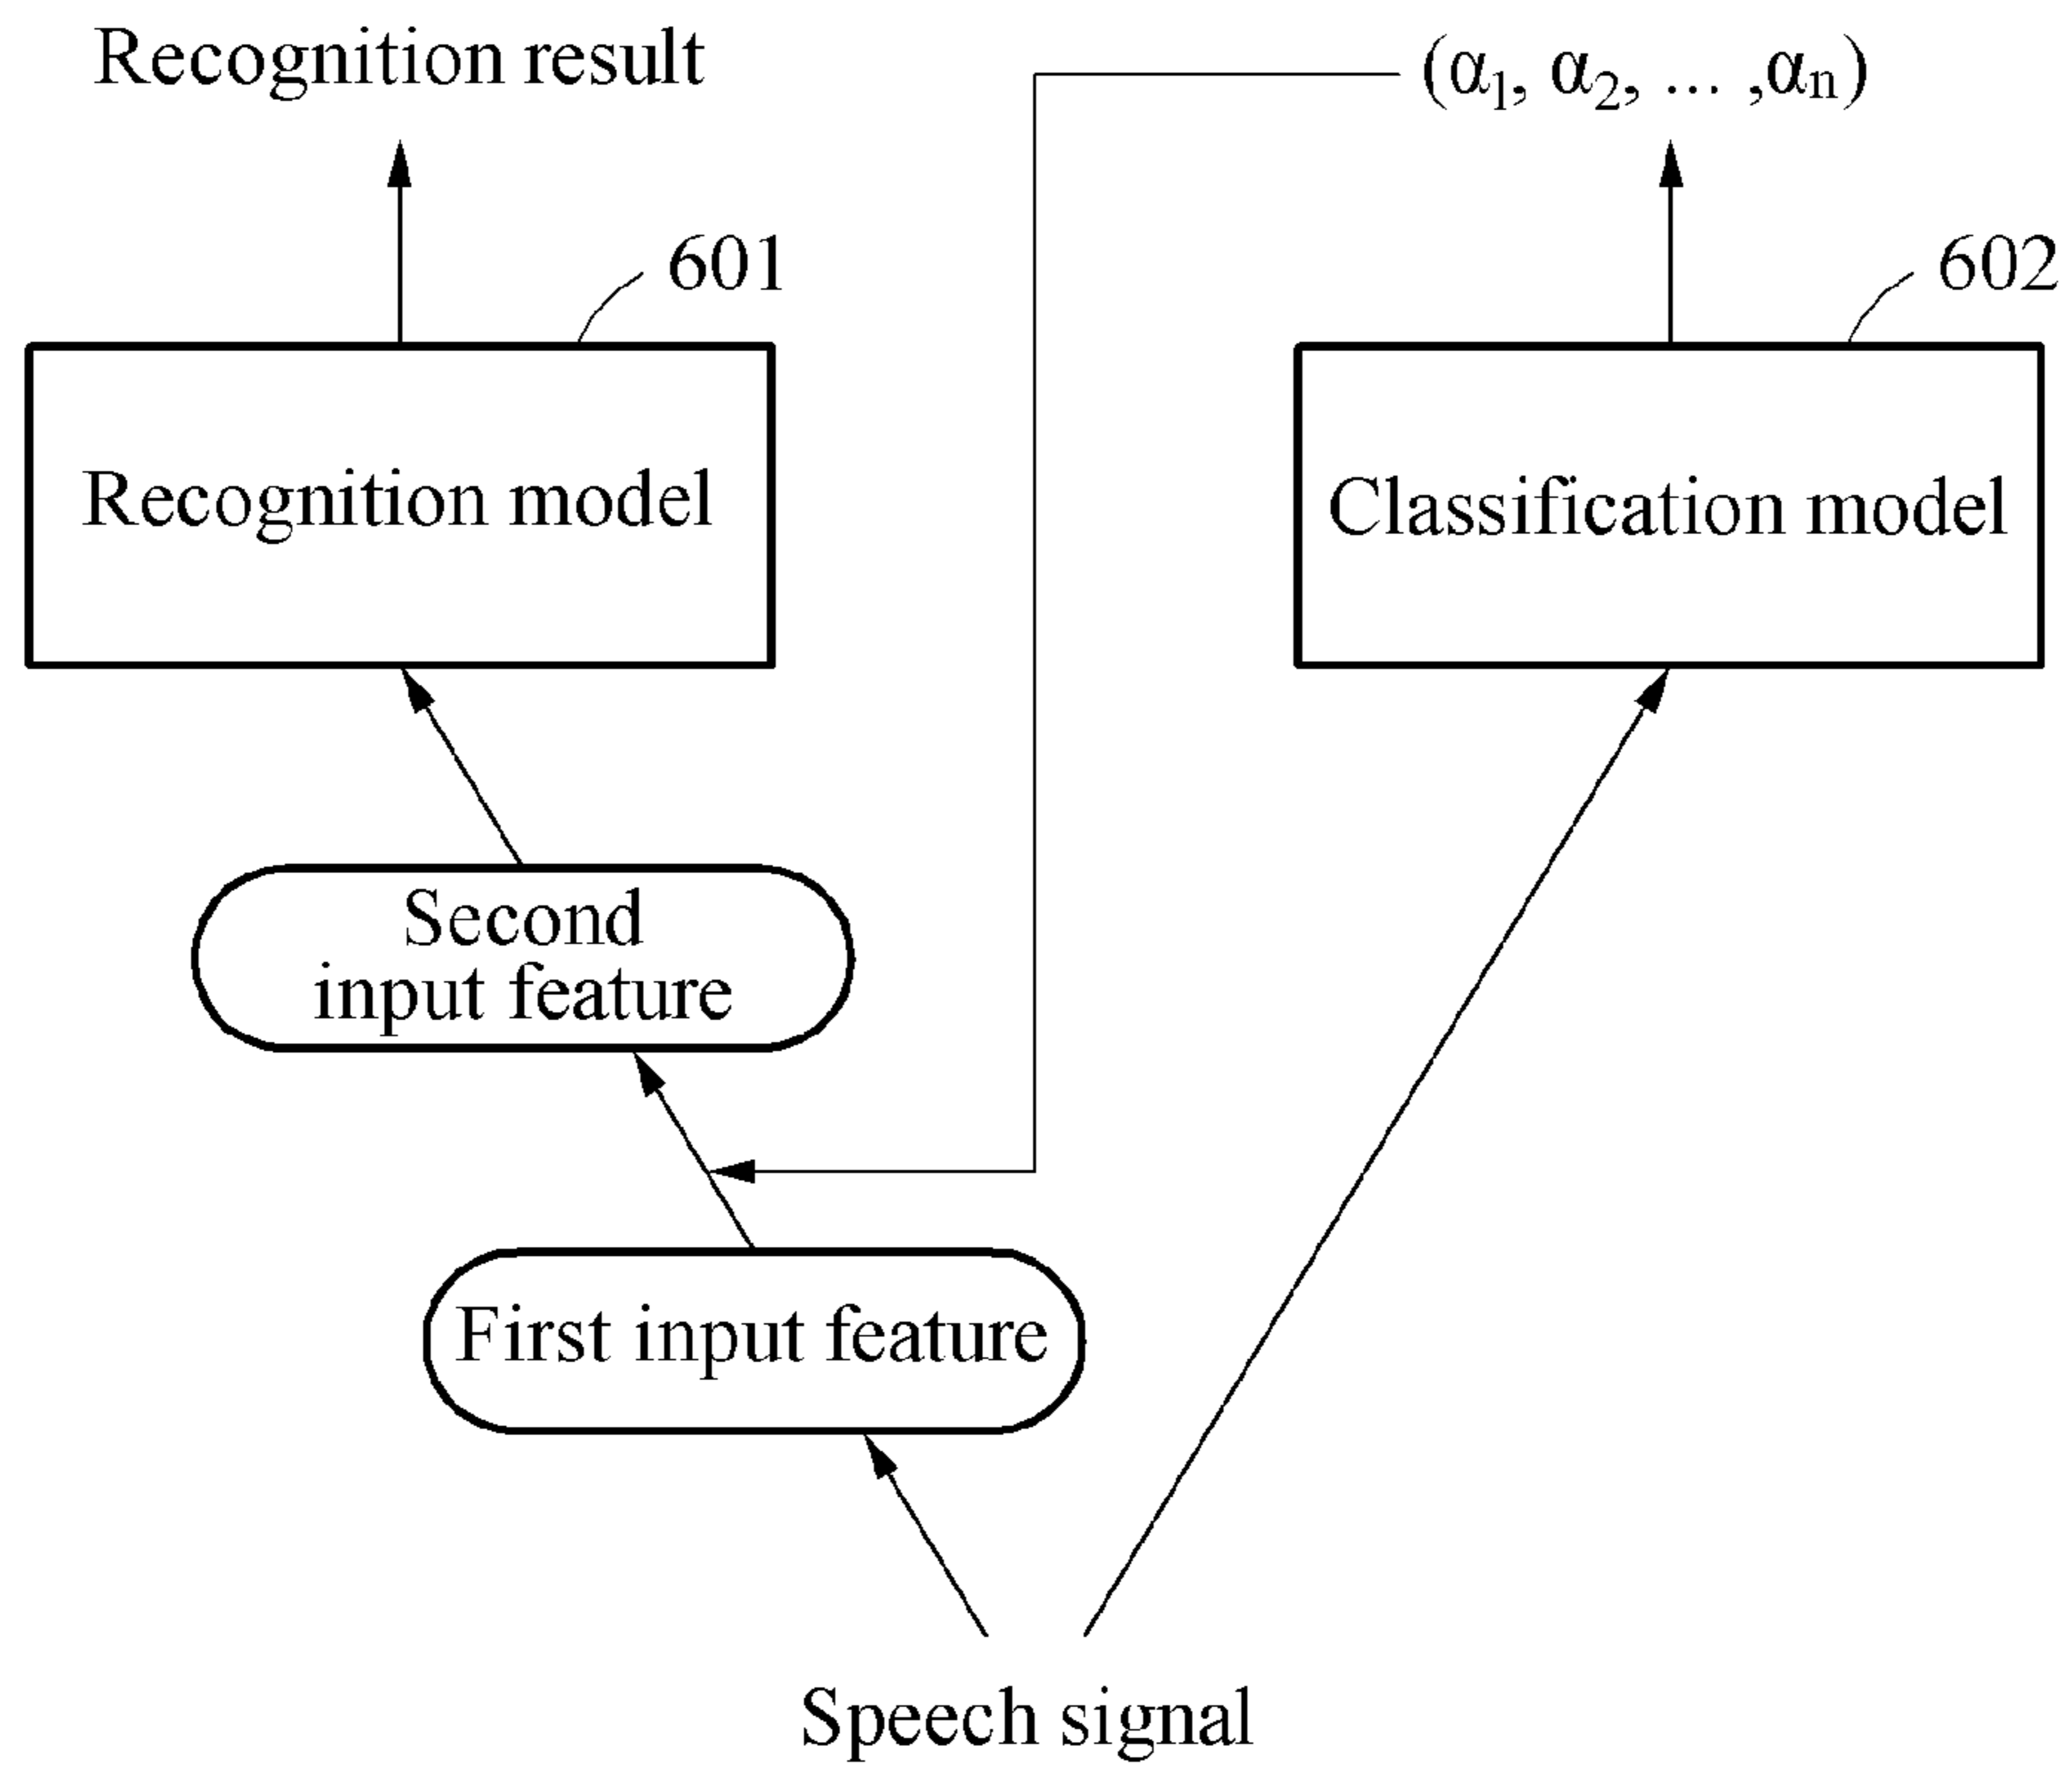 Recognition result
(α1, α2, ... ,αn)
601
602
Recognition model
Classification model
Second
input feature
First input feature
Speech signal